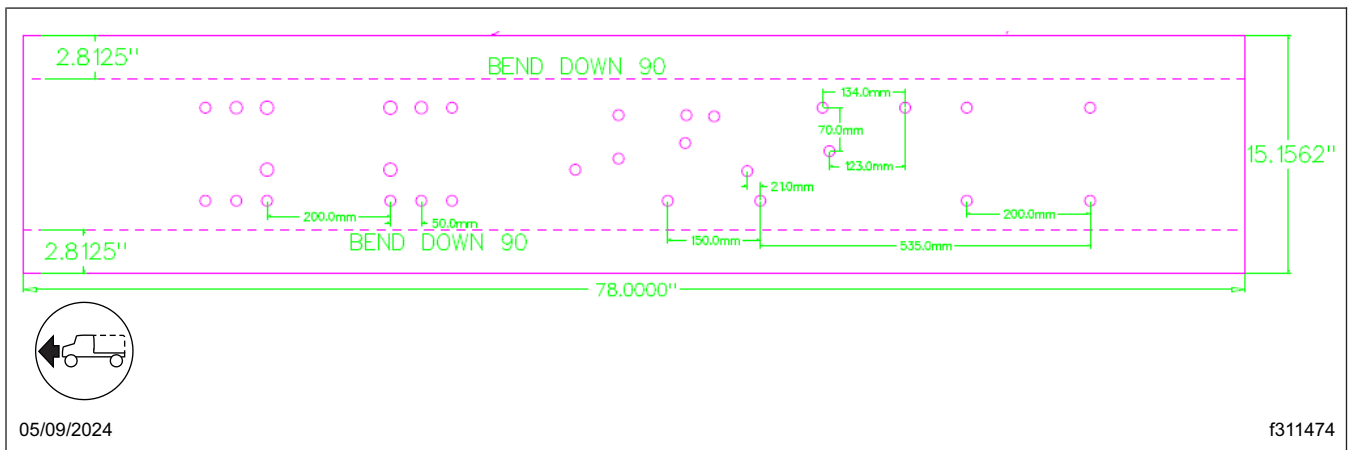 2.8125"
BEND DOWN 90
134.0mm
70.0mm
15.1562"
123.0mm
21.0mm
200.0mm
50.0mm
200.0mm
150.0mm
535.0mm
BEND DOWN 90
2.8125"
78.0000"
05/09/2024
f311474